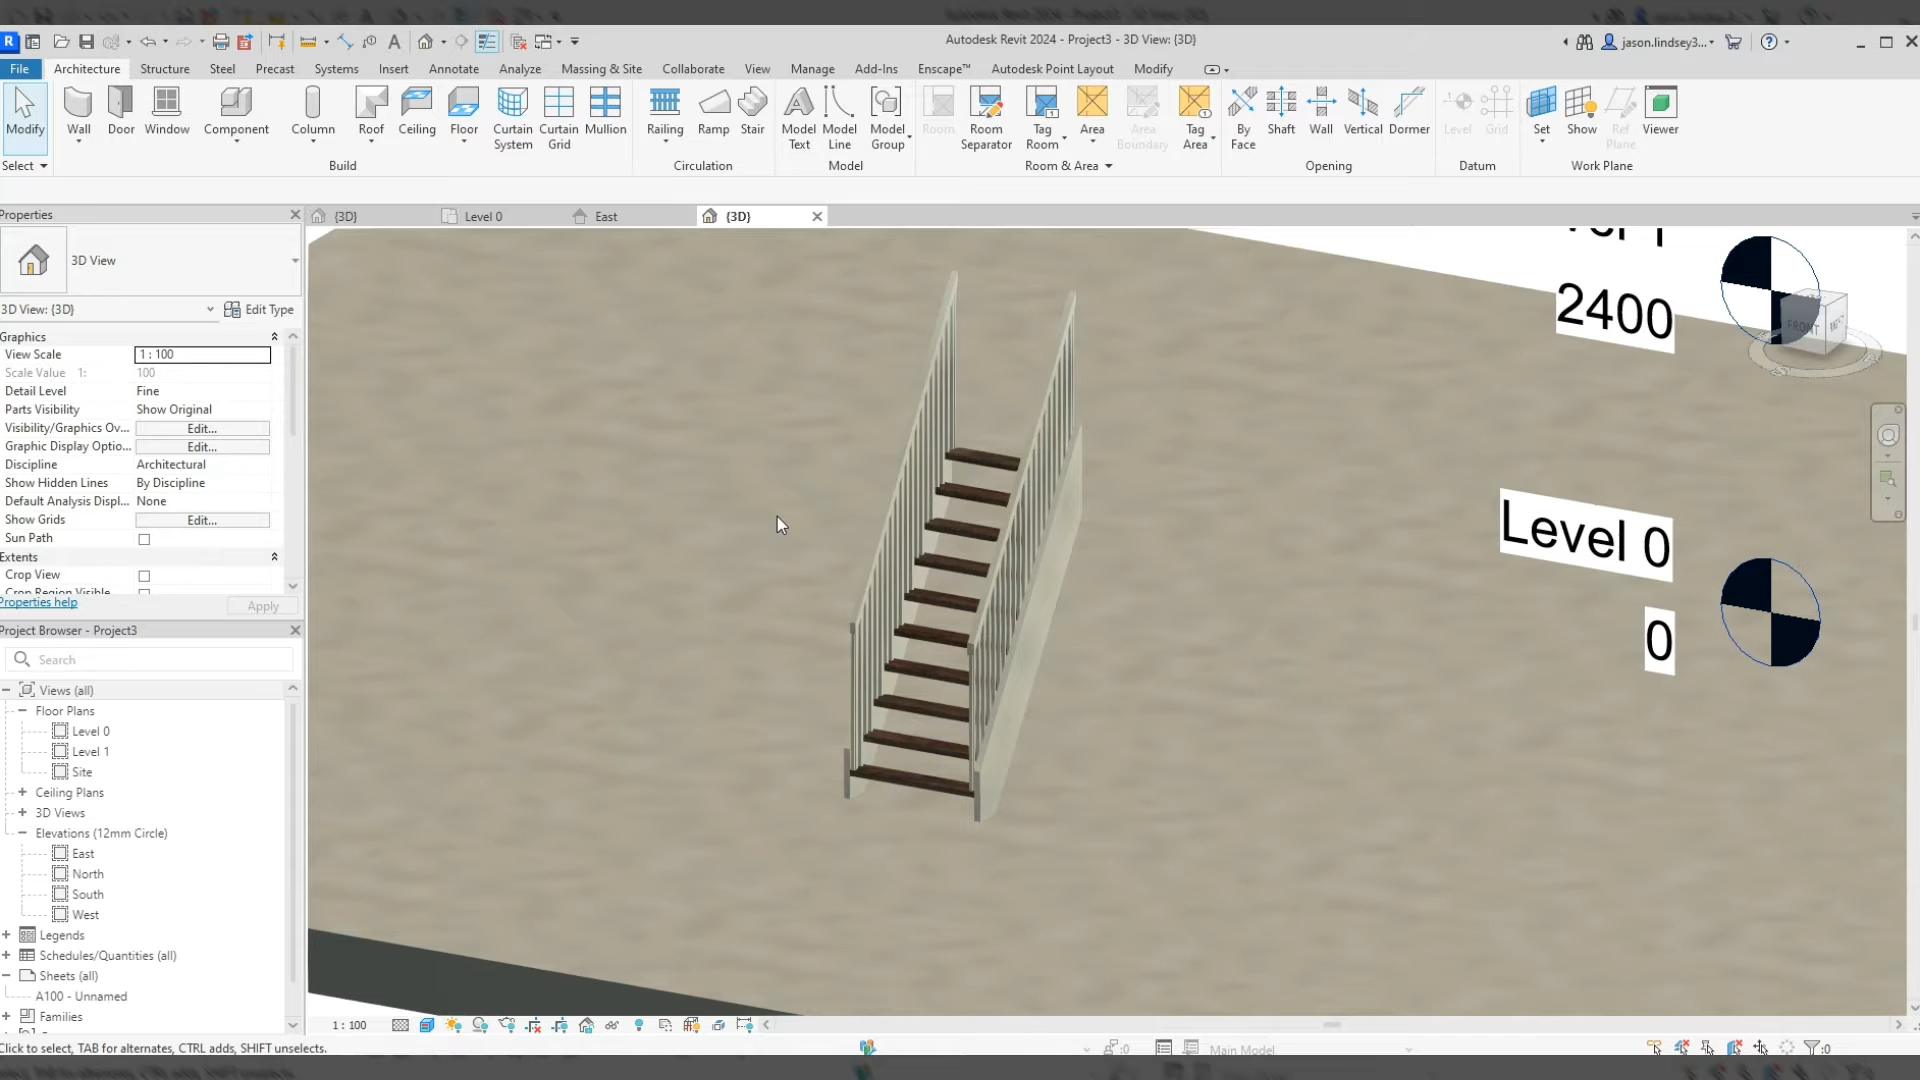 Autodesk Revit 2024 - Project3 - 3D View: {3D}
jason.lindsey3...
File Architecture Structure Steel Precast Systems Insert Annotate Analyze Massing & Site Collaborate View Manage Add-Ins Enscape™ Autodesk Point Layout Modify
Modify Wall Door Window Component Column Roof Ceiling Floor Curtain System Curtain Grid Mullion Railing Ramp Stair Model Text Model Line Model Group Room Room Separator Tag Room Area Area Boundary Tag Area By Face Shaft Wall Vertical Dormer Level Grid Set Show Ref Plane Viewer
Select Build Circulation Model Room & Area Opening Datum Work Plane
Properties
{3D} Level 0 East {3D}
3D View
3D View: {3D} Edit Type
Graphics
View Scale 1 : 100
Scale Value 1: 100
Detail Level Fine
Parts Visibility Show Original
Visibility/Graphics Ov... Edit...
Graphic Display Optio... Edit...
Discipline Architectural
Show Hidden Lines By Discipline
Default Analysis Displ... None
Show Grids Edit...
Sun Path
Extents
Crop View
Crop Region Visible
Properties help Apply
Project Browser - Project3
Search
Views (all)
Floor Plans
Level 0
Level 1
Site
Ceiling Plans
3D Views
Elevations (12mm Circle)
East
North
South
West
Legends
Schedules/Quantities (all)
Sheets (all)
A100 - Unnamed
Families
2400
FRONT
Level 0
0
1 : 100
Click to select, TAB for alternates, CTRL adds, SHIFT unselects.
:0 Main Model :0